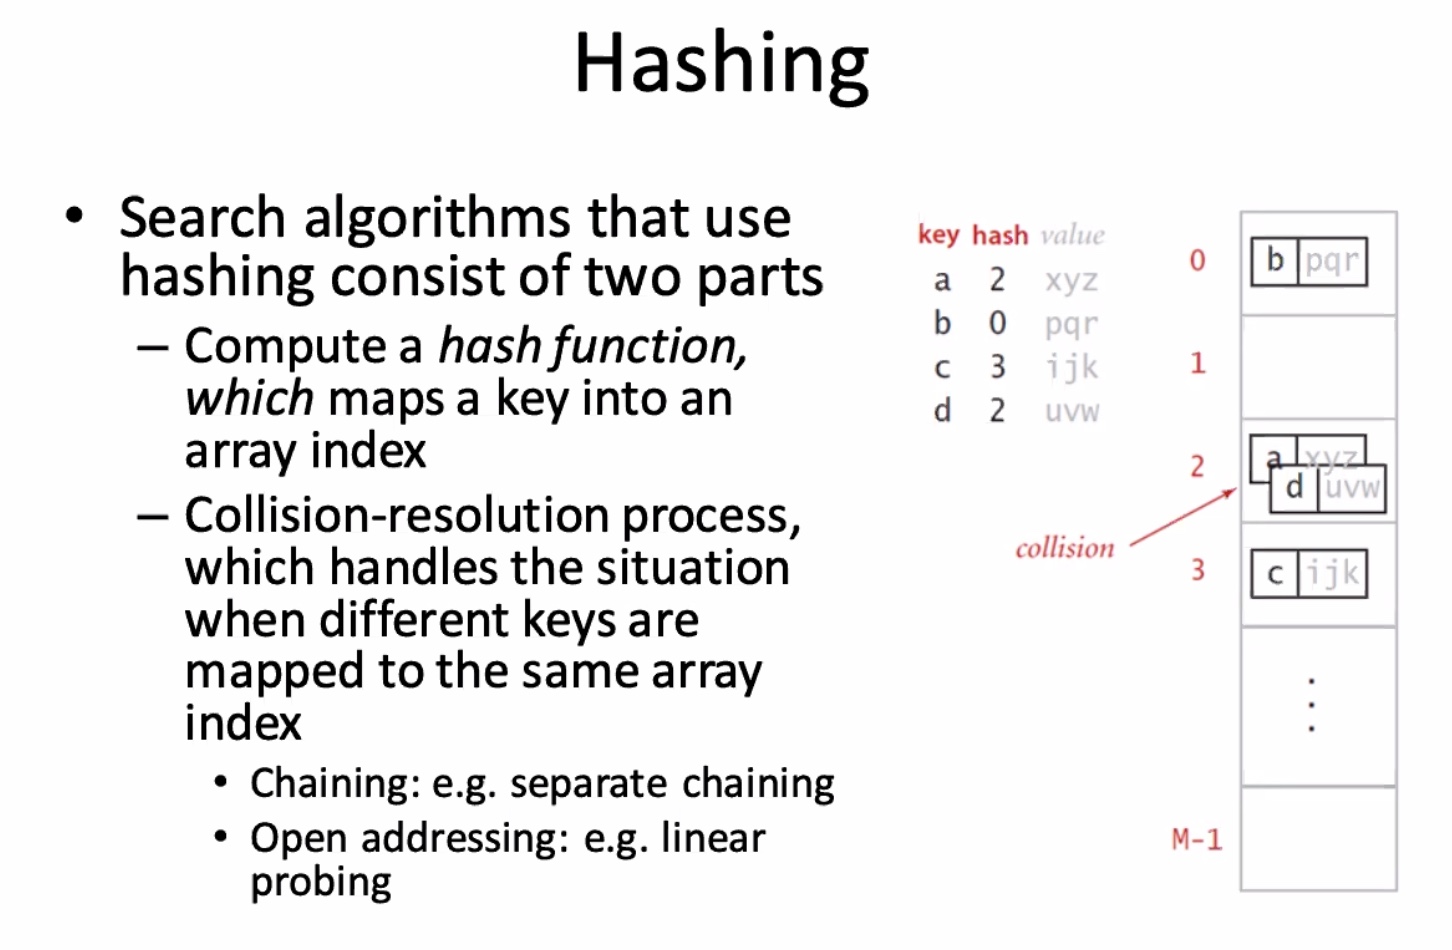 Hashing
• Search algorithms that use
hashing consist of two parts
– Compute a hash function,
which maps a key into an
array index
– Collision-resolution process,
which handles the situation
when different keys are
mapped to the same array
index
• Chaining: e.g. separate chaining
• Open addressing: e.g. linear
probing
key hash value
a 2 xyz
b 0 pqr
c 3 ijk
d 2 uvw
0 b pqr
1
2 a xyz
d uvw
collision
3 c ijk
M-1